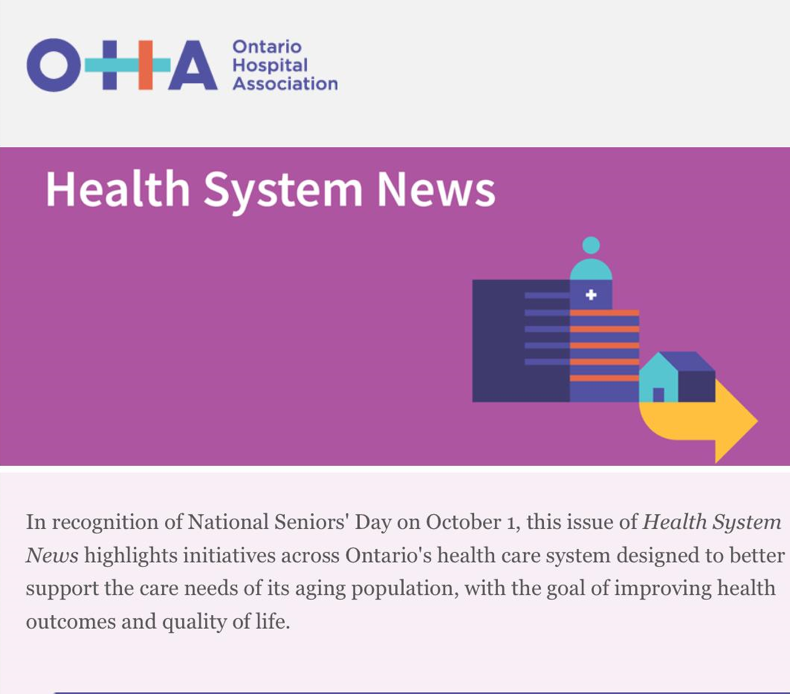 OHA
Ontario
Hospital
Association
Health System News
In recognition of National Seniors' Day on October 1, this issue of Health System
News highlights initiatives across Ontario's health care system designed to better
support the care needs of its aging population, with the goal of improving health
outcomes and quality of life.